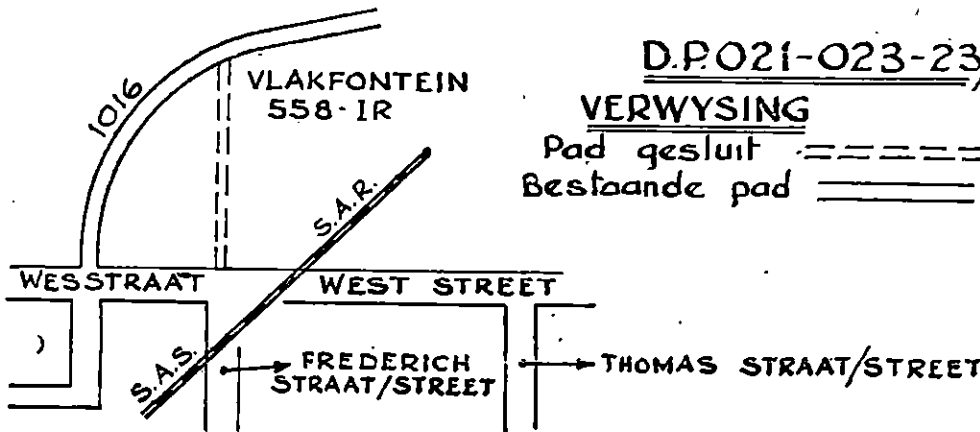 D.P.021-023-23/
VERWYSING
Pad gesluit
Bestaande pad
1016
VLAKFONTEIN
558-IR
S.A.R.
WESSTRAAT
WEST STREET
S.A.S.
FREDERICH
STRAAT/STREET
THOMAS STRAAT/STREET
)